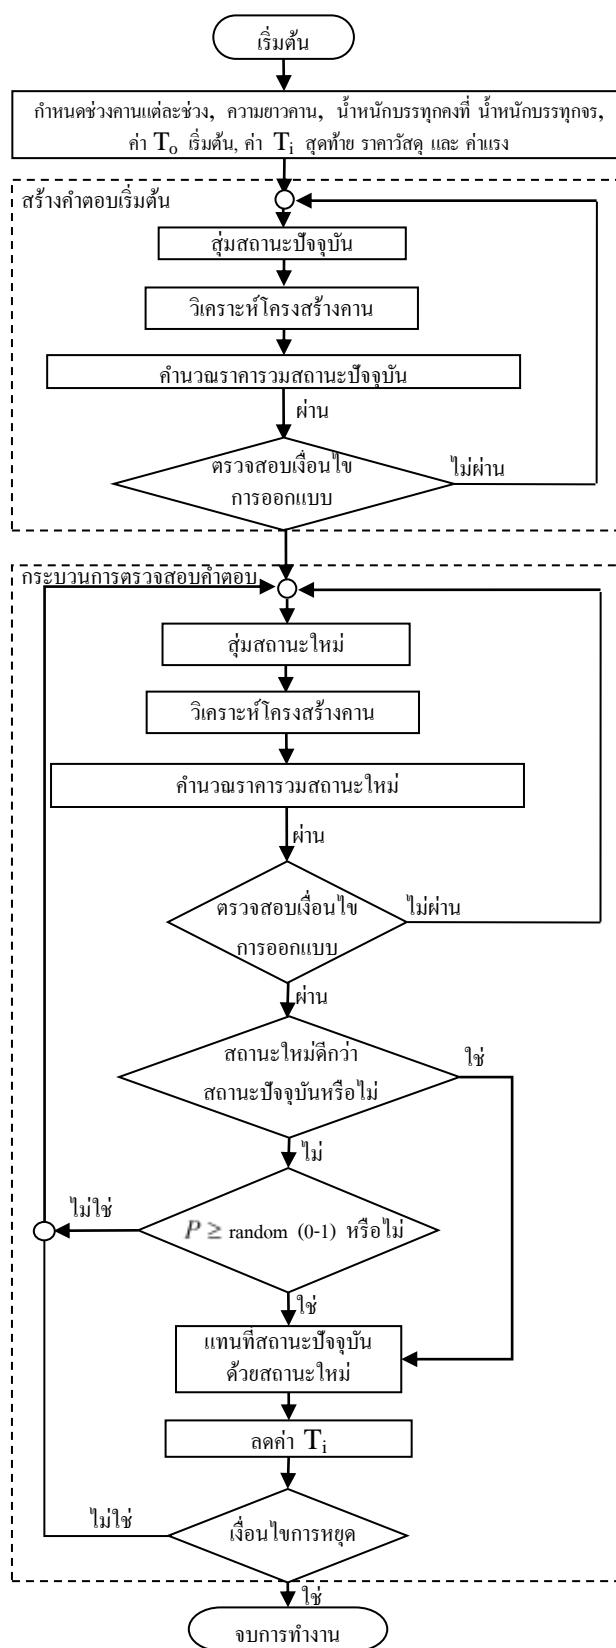 เริ่มต้น
กำหนดช่วงคานแต่ละช่วง, ความยาวคาน, น้ำหนักบรรทุกคงที่ น้ำหนักบรรทุกจร,
ค่า To เริ่มต้น, ค่า Ti สุดท้าย ราคาวัสดุ และ ค่าแรง
สร้างคำตอบเริ่มต้น
สุ่มสถานะปัจจุบัน
วิเคราะห์โครงสร้างคาน
คำนวณราคารวมสถานะปัจจุบัน
ผ่าน
ตรวจสอบเงื่อนไข
การออกแบบ
ไม่ผ่าน
กระบวนการตรวจสอบคำตอบ
สุ่มสถานะใหม่
วิเคราะห์โครงสร้างคาน
คำนวณราคารวมสถานะใหม่
ผ่าน
ตรวจสอบเงื่อนไข
การออกแบบ
ไม่ผ่าน
ผ่าน
สถานะใหม่ดีกว่า
สถานะปัจจุบันหรือไม่
ใช่
ไม่
ไม่ใช่
P ≥ random (0-1) หรือไม่
ใช่
แทนที่สถานะปัจจุบัน
ด้วยสถานะใหม่
ลดค่า Ti
ไม่ใช่
เงื่อนไขการหยุด
ใช่
จบการทำงาน